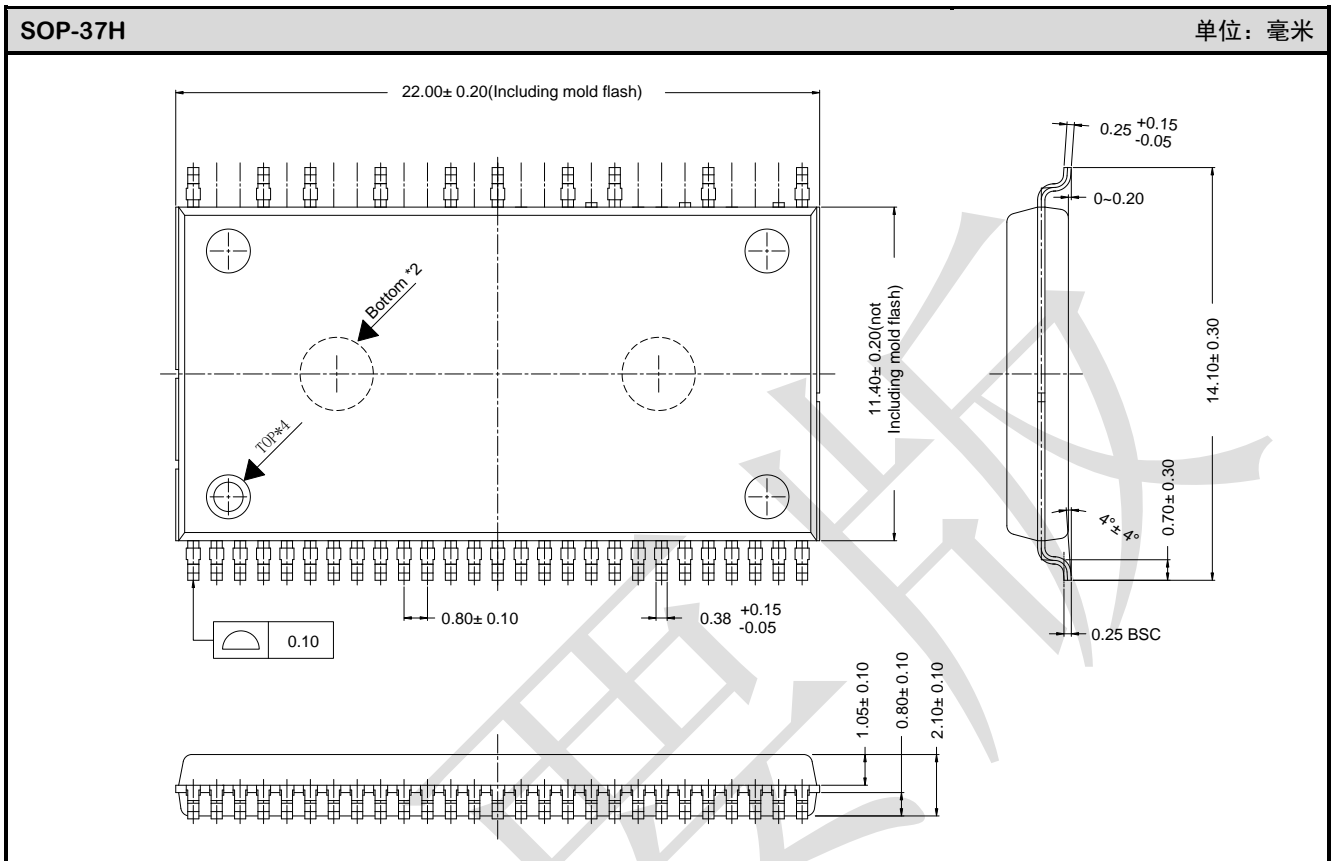 SOP-37H
单位：毫米
22.00± 0.20(Including mold flash)
0.25 +0.15
-0.05
0~0.20
Bottom *2
11.40± 0.20(not
Including mold flash)
14.10± 0.30
TOP*4
0.70± 0.30
4°± 4°
0.80± 0.10
0.38 +0.15
-0.05
0.10
0.25 BSC
1.05± 0.10
0.80± 0.10
2.10± 0.10